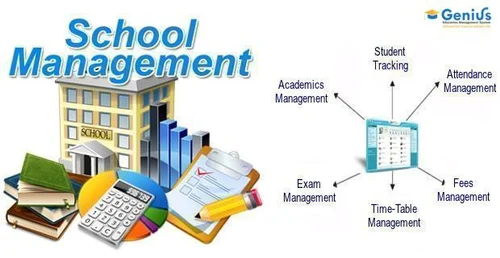 School
Management
SCHOOL
Genius
Student
Tracking
Academics
Management
Attendance
Management
Exam
Management
Time-Table
Management
Fees
Management